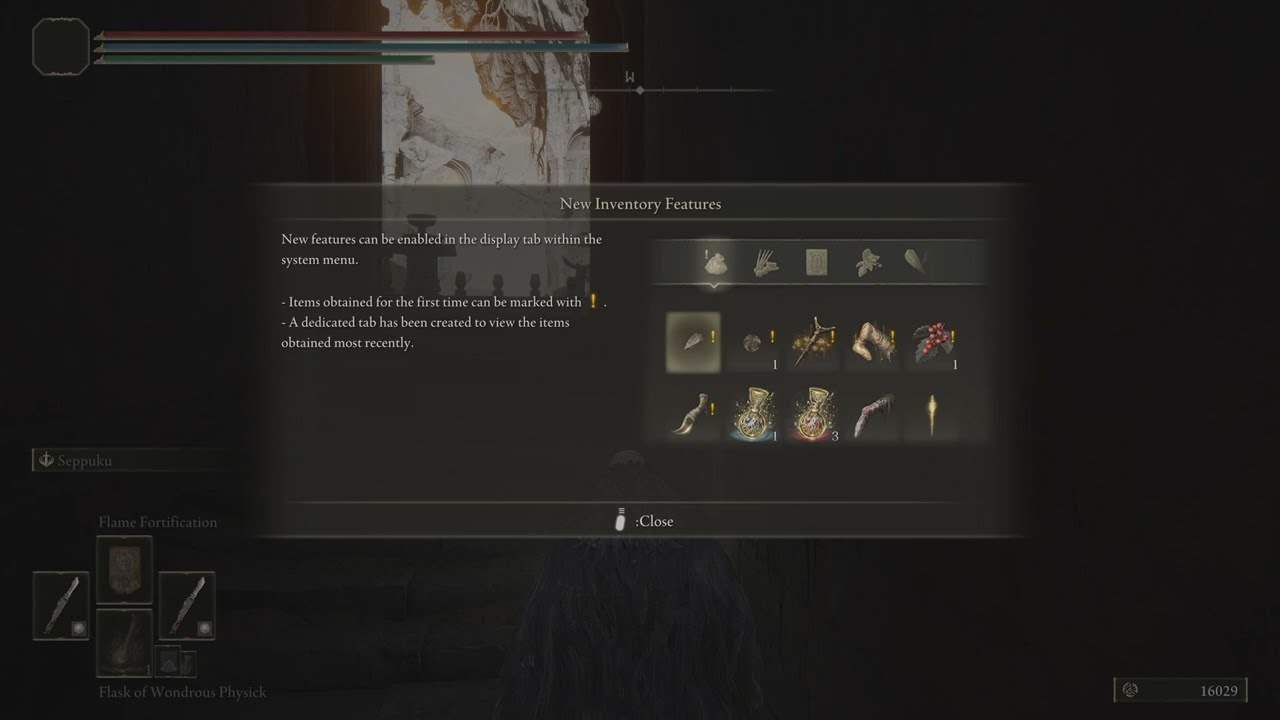 W
New Inventory Features
New features can be enabled in the display tab within the
system menu.
- Items obtained for the first time can be marked with ! .
- A dedicated tab has been created to view the items
obtained most recently.
!
! ! ! ! !
1 1
!
1 3
Seppuku
:Close
Flame Fortification
1
Flask of Wondrous Physick
16029